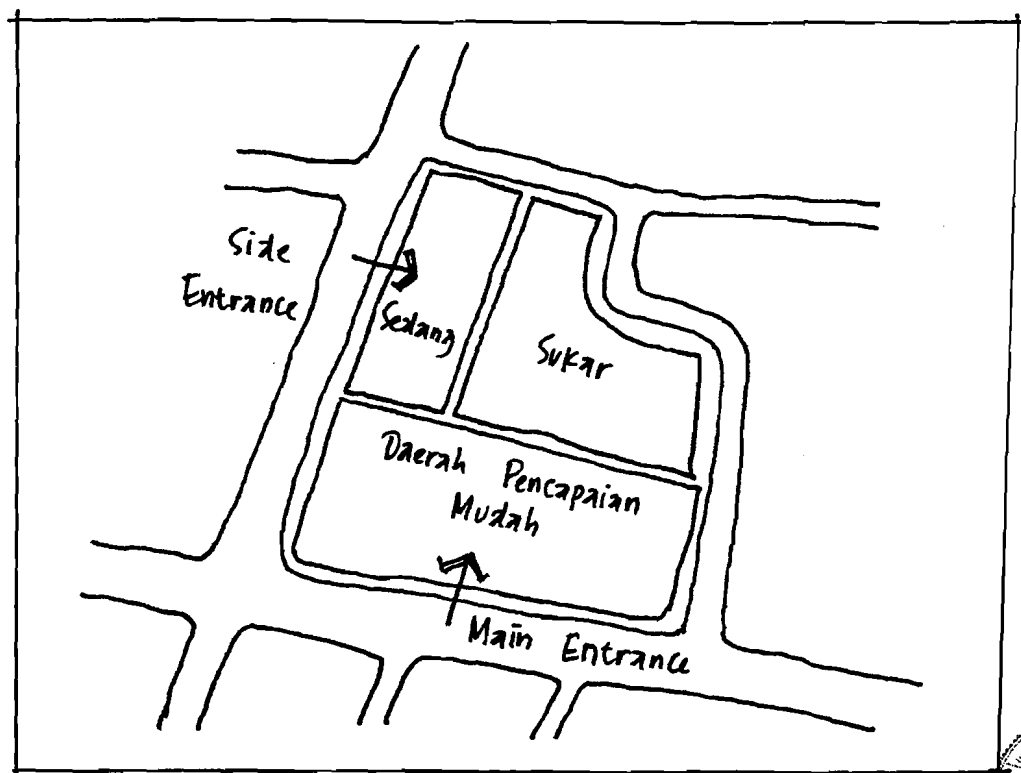 Side
Entrance
Sedang
Sukar
Daerah Pencapaian
Mudah
Main Entrance